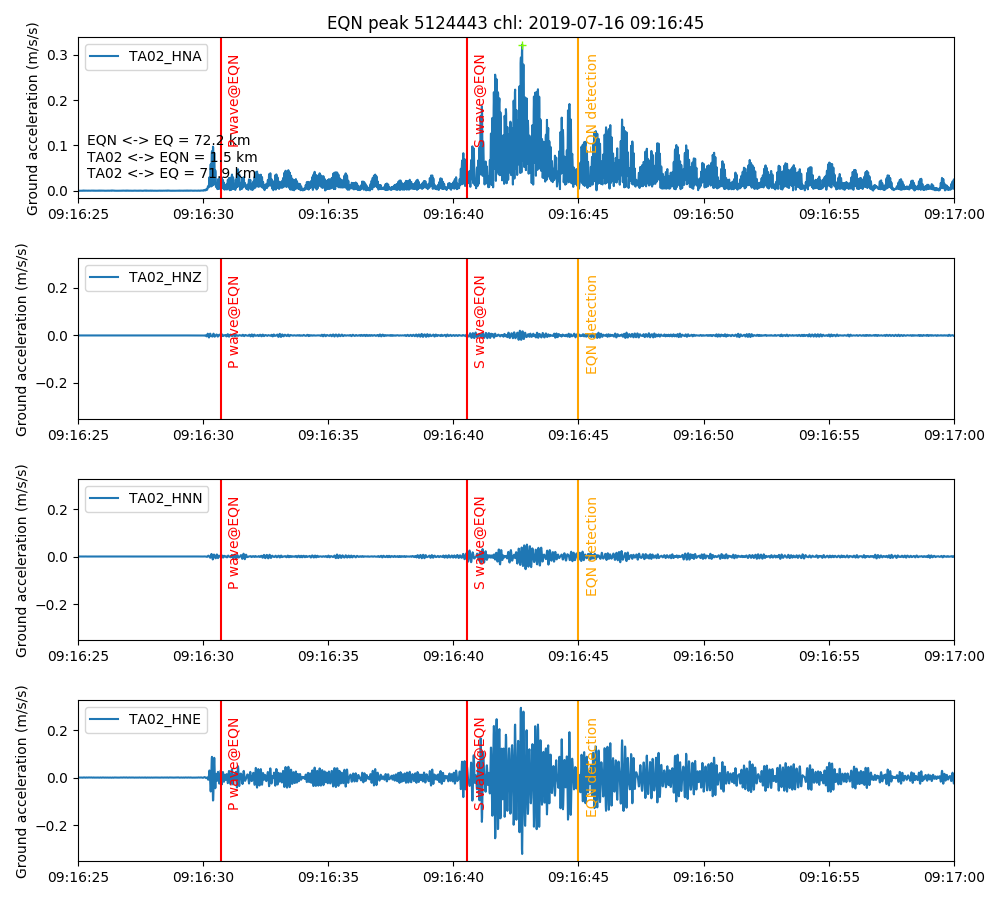 EQN peak 5124443 chl: 2019-07-16 09:16:45
Ground acceleration (m/s/s)
0.3
0.2
0.1
0.0
TA02_HNA
P wave@EQN
S wave@EQN
EQN detection
EQN <-> EQ = 72.2 km
TA02 <-> EQN = 1.5 km
TA02 <-> EQ = 71.9 km
09:16:25 09:16:30 09:16:35 09:16:40 09:16:45 09:16:50 09:16:55 09:17:00
Ground acceleration (m/s/s)
0.2
0.0
−0.2
TA02_HNZ
P wave@EQN
S wave@EQN
EQN detection
09:16:25 09:16:30 09:16:35 09:16:40 09:16:45 09:16:50 09:16:55 09:17:00
Ground acceleration (m/s/s)
0.2
0.0
−0.2
TA02_HNN
P wave@EQN
S wave@EQN
EQN detection
09:16:25 09:16:30 09:16:35 09:16:40 09:16:45 09:16:50 09:16:55 09:17:00
Ground acceleration (m/s/s)
0.2
0.0
−0.2
TA02_HNE
P wave@EQN
S wave@EQN
EQN detection
09:16:25 09:16:30 09:16:35 09:16:40 09:16:45 09:16:50 09:16:55 09:17:00